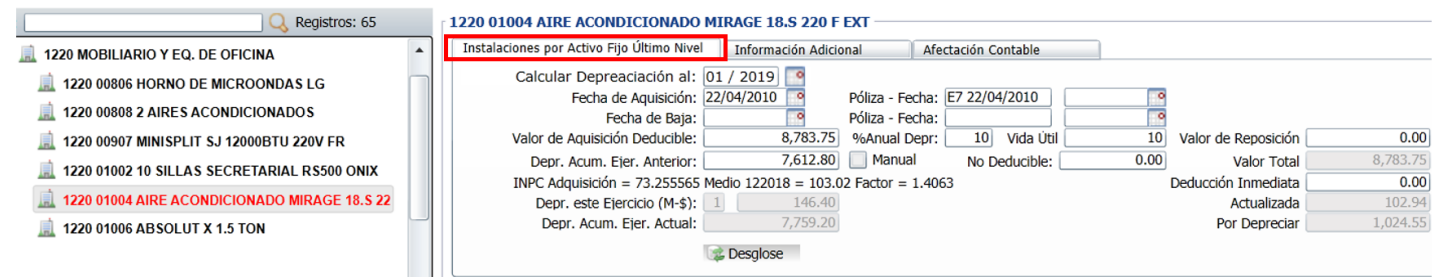 Registros: 65
1220 MOBILIARIO Y EQ. DE OFICINA
1220 00806 HORNO DE MICROONDAS LG
1220 00808 2 AIRES ACONDICIONADOS
1220 00907 MINISPLIT SJ 12000BTU 220V FR
1220 01002 10 SILLAS SECRETARIAL RS500 ONIX
1220 01004 AIRE ACONDICIONADO MIRAGE 18.S 22
1220 01006 ABSOLUT X 1.5 TON
1220 01004 AIRE ACONDICIONADO MIRAGE 18.S 220 F EXT
Instalaciones por Activo Fijo Último Nivel Información Adicional Afectación Contable
Calcular Depreaciación al: 01 / 2019
Fecha de Aquisición: 22/04/2010 Póliza - Fecha: E7 22/04/2010
Fecha de Baja: Póliza - Fecha:
Valor de Aquisición Deducible: 8,783.75 %Anual Depr: 10 Vida Útil 10 Valor de Reposición 0.00
Depr. Acum. Ejer. Anterior: 7,612.80 Manual No Deducible: 0.00 Valor Total 8,783.75
INPC Adquisición = 73.255565 Medio 122018 = 103.02 Factor = 1.4063 Deducción Inmediata 0.00
Depr. este Ejercicio (M-$): 1 146.40 Actualizada 102.94
Depr. Acum. Ejer. Actual: 7,759.20 Por Depreciar 1,024.55
Desglose